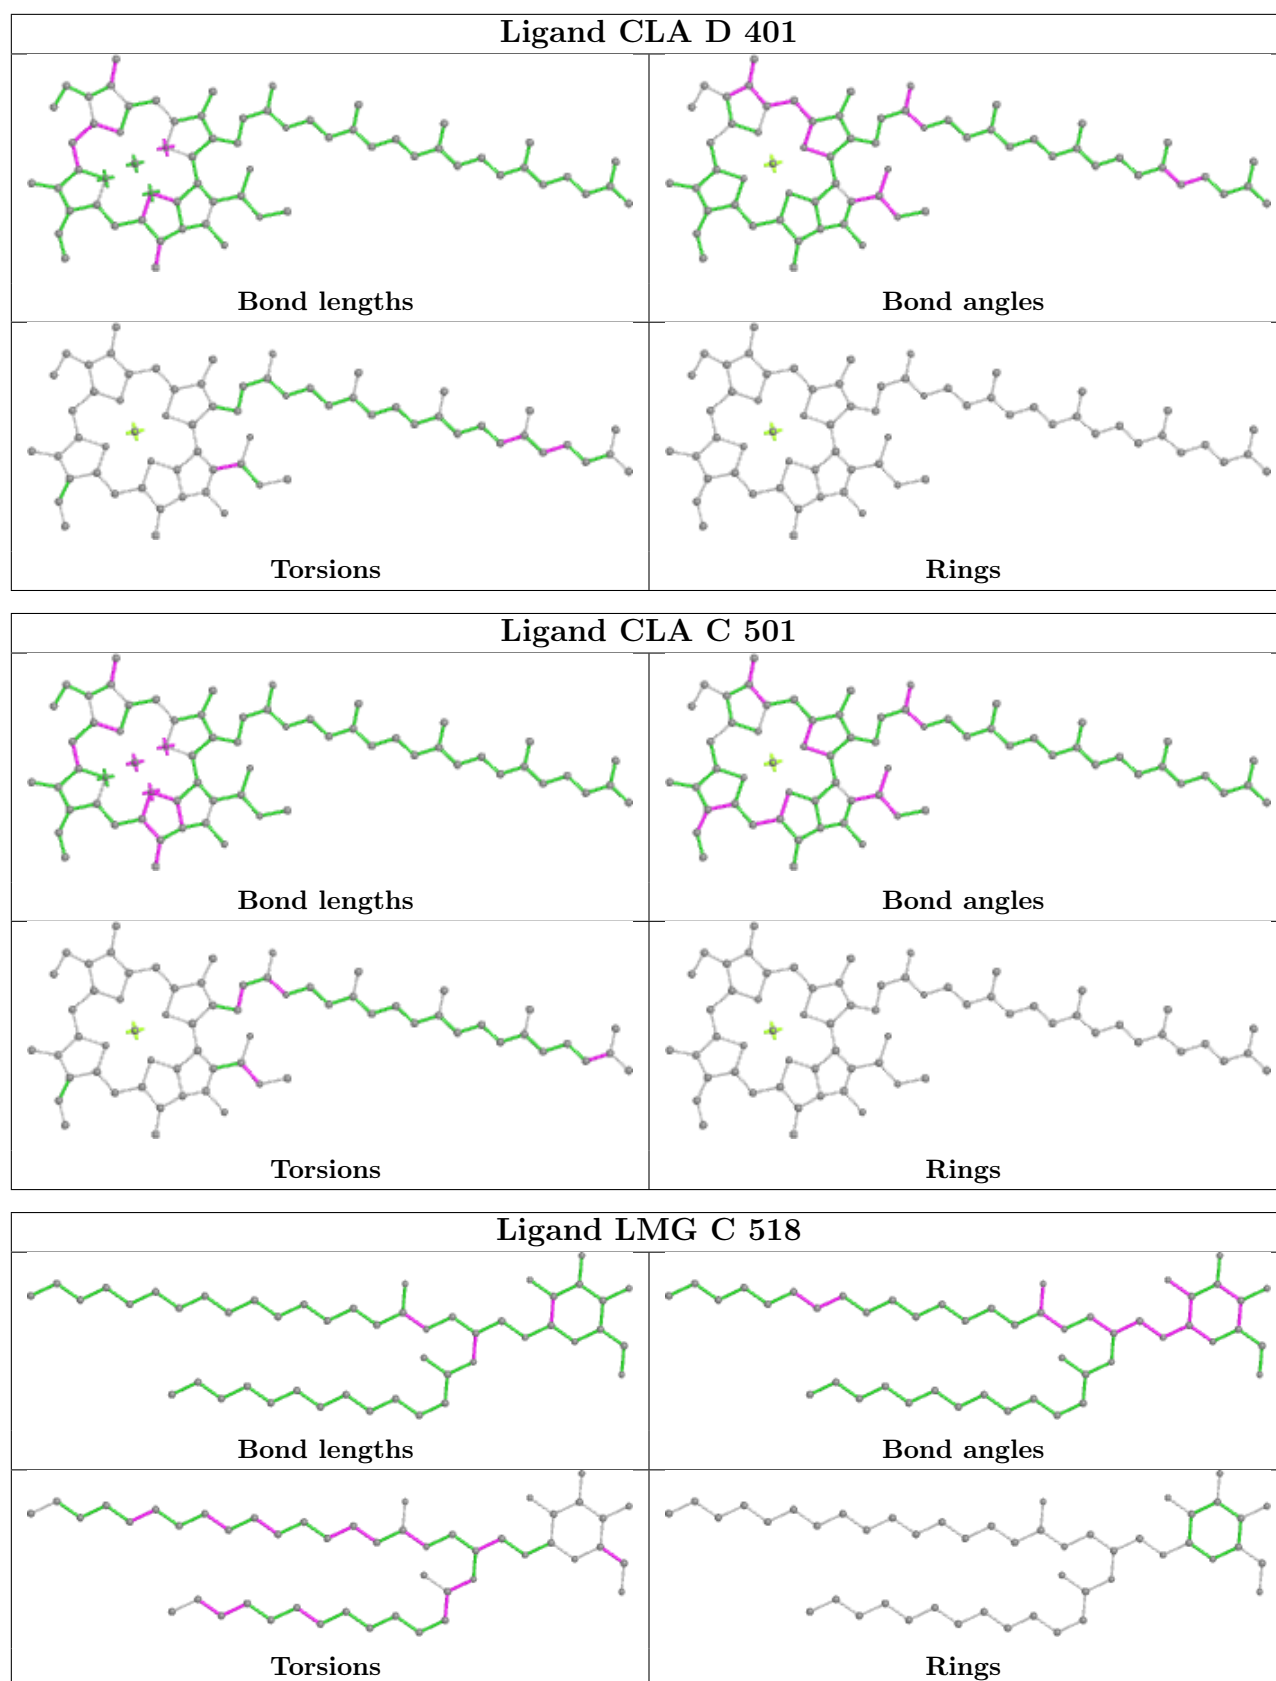 Ligand CLA D 401
Bond lengths
Bond angles
Torsions
Rings
Ligand CLA C 501
Bond lengths
Bond angles
Torsions
Rings
Ligand LMG C 518
Bond lengths
Bond angles
Torsions
Rings